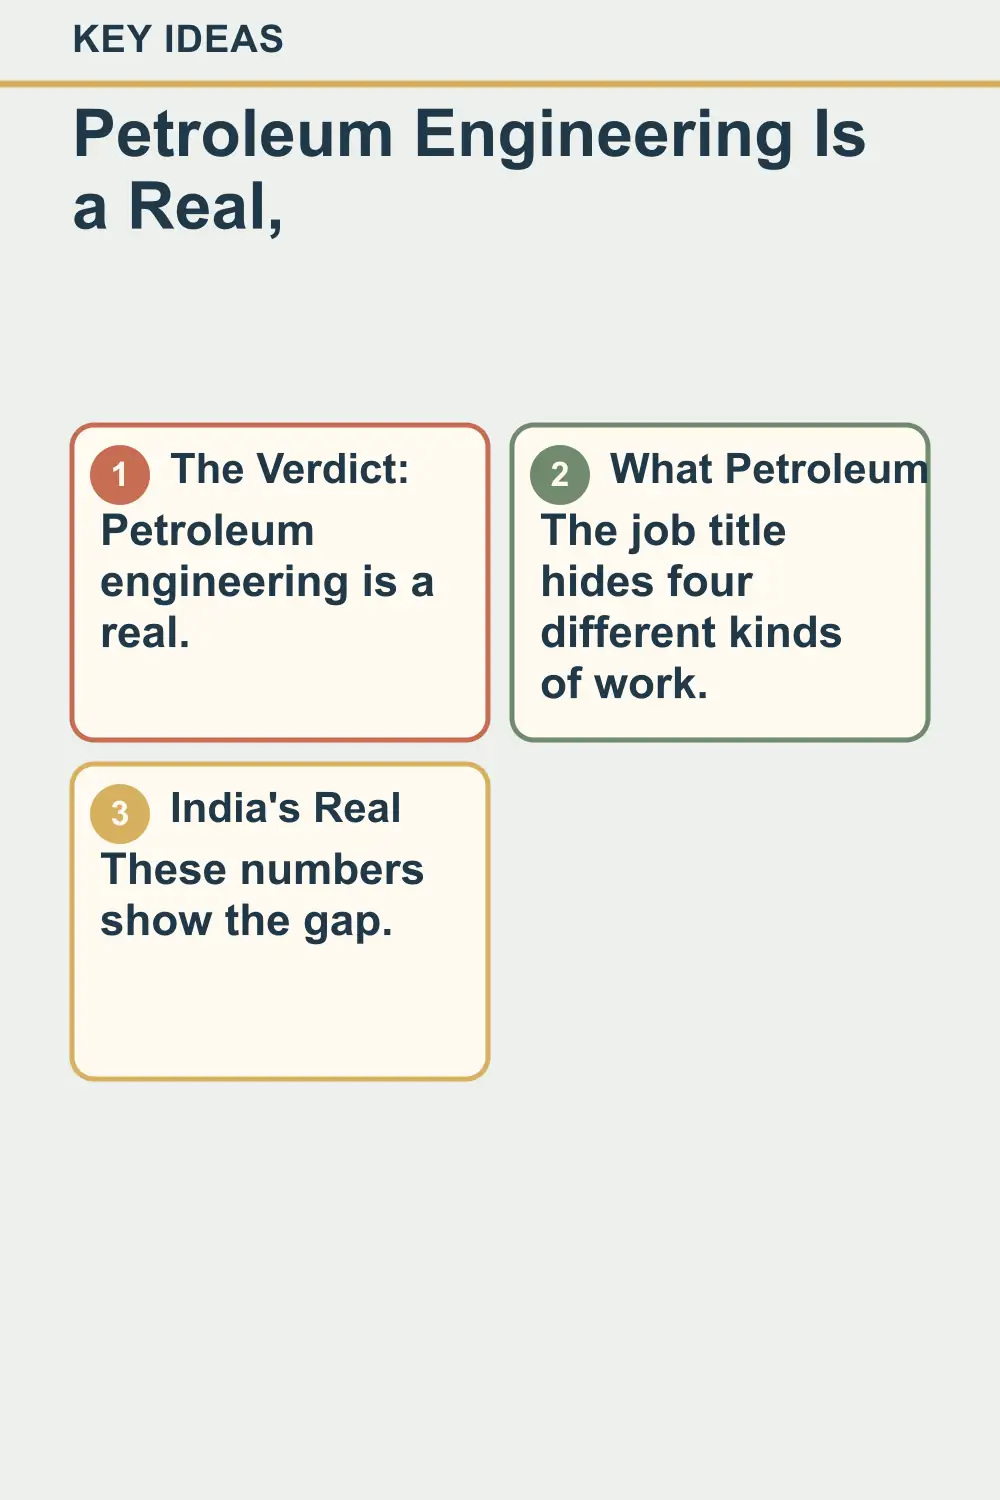 KEY IDEAS
Petroleum Engineering Is
a Real,
1 The Verdict:
Petroleum
engineering is a
real.
2 What Petroleum
The job title
hides four
different kinds
of work.
3 India's Real
These numbers
show the gap.